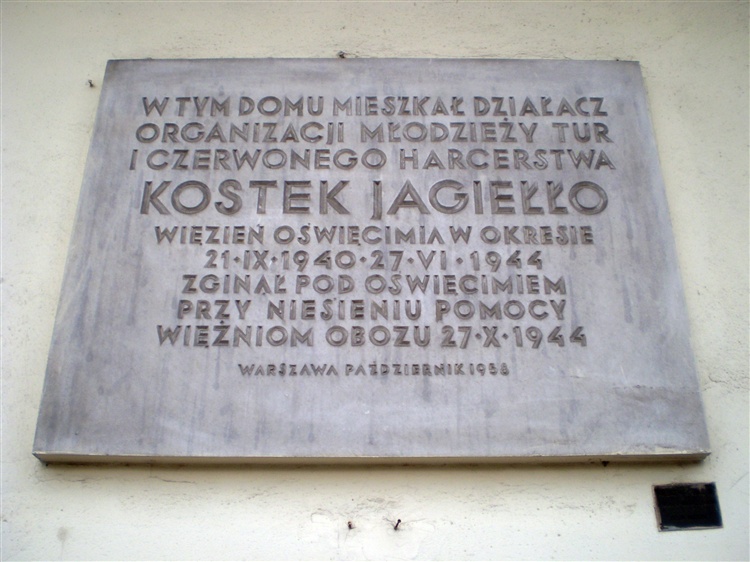 W TYM DOMU MIESZKAŁ DZIAŁACZ
ORGANIZACJI MŁODZIEŻY TUR
I CZERWONEGO HARCERSTWA
KOSTEK JAGIEŁŁO
WIĘZIEŃ OŚWIĘCIMIA W OKRESIE
21·IX·1940·27·VI·1944
ZGINĄŁ POD OŚWIĘCIMIEM
PRZY NIESIENIU POMOCY
WIĘŹNIOM OBOZU 27·X·1944
WARSZAWA PAŹDZIERNIK 1958